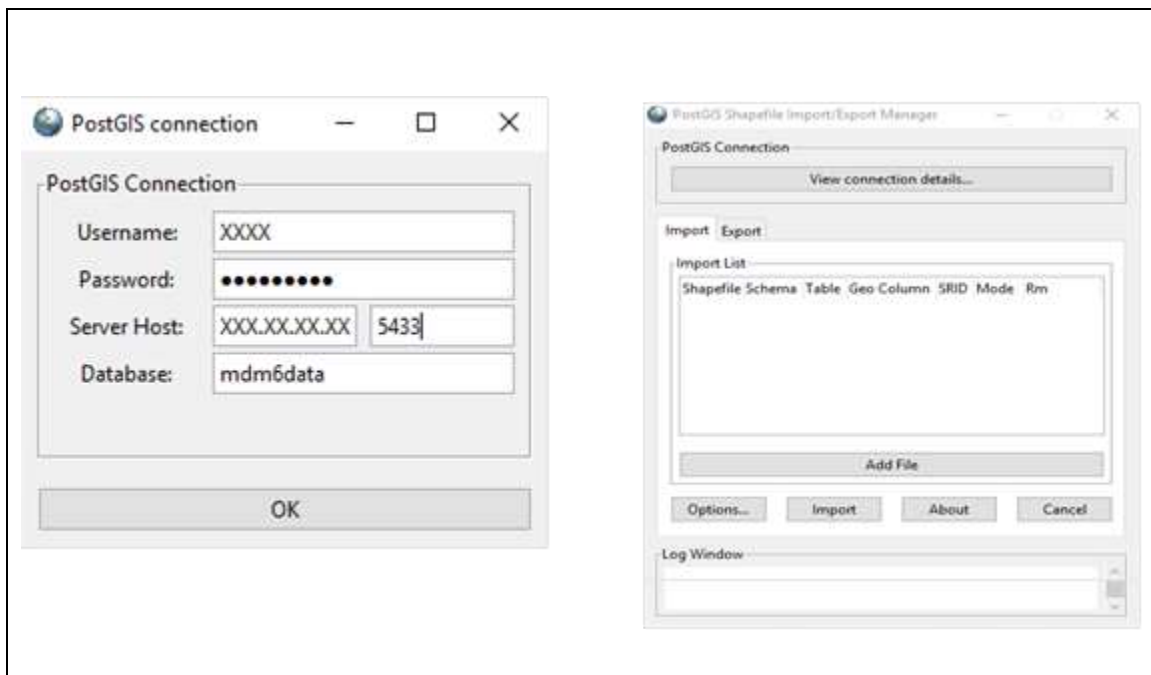 PostGIS connection
PostGIS Connection
Username: XXXX
Password: •••••••••
Server Host: XXX.XX.XX.XX 5433
Database: mdm6data
OK
PostGIS Shapefile Import/Export Manager
PostGIS Connection
View connection details...
Import Export
Import List
Shapefile Schema Table Geo Column SRID Mode Rm
Add File
Options... Import About Cancel
Log Window